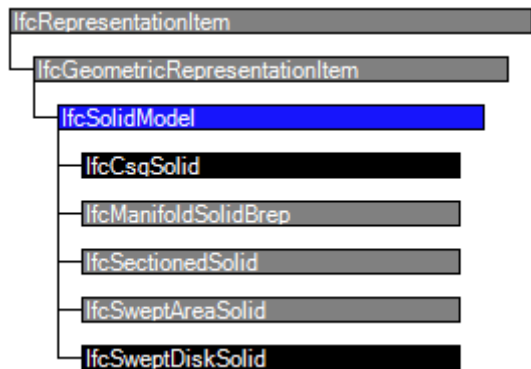 IfcRepresentationItem
IfcGeometricRepresentationItem
IfcSolidModel
IfcCsgSolid
IfcManifoldSolidBrep
IfcSectionedSolid
IfcSweptAreaSolid
IfcSweptDiskSolid